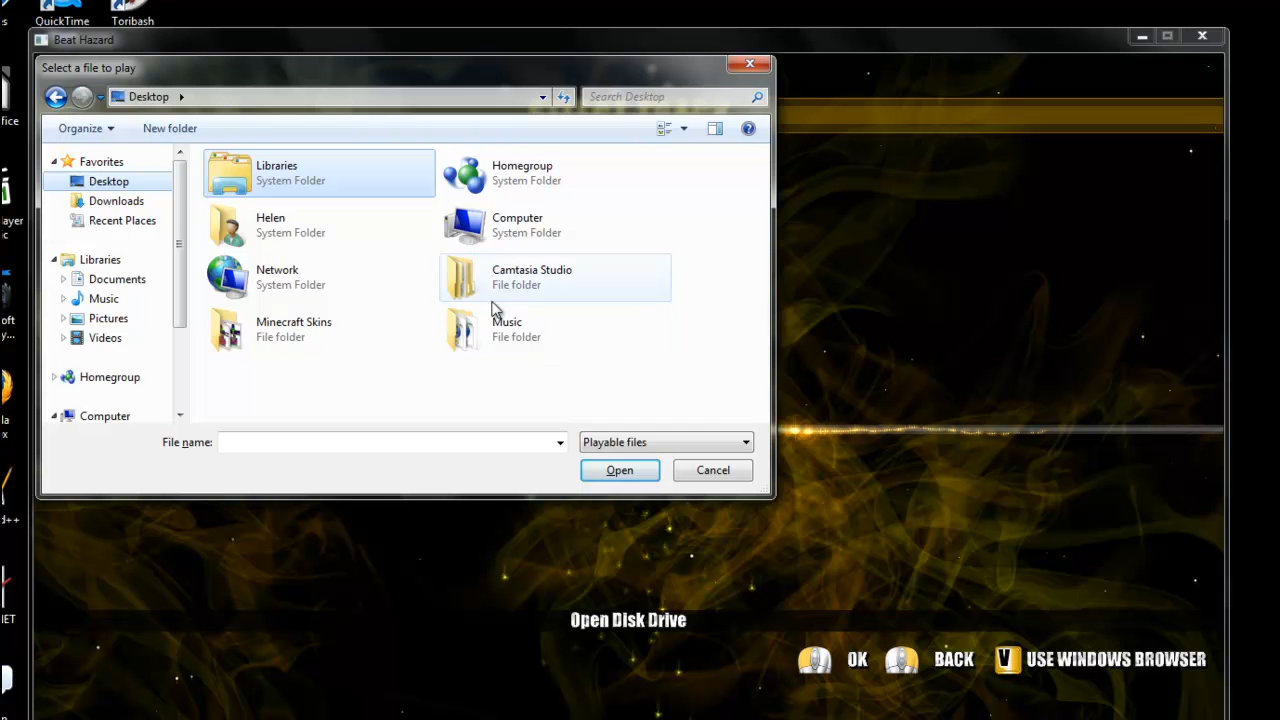 QuickTime
Toribash
Beat Hazard
Select a file to play
Desktop
Search Desktop
Organize
New folder
Favorites
Desktop
Downloads
Recent Places
Libraries
Documents
Music
Pictures
Videos
Homegroup
Computer
Libraries
System Folder
Homegroup
System Folder
Helen
System Folder
Computer
System Folder
Network
System Folder
Camtasia Studio
File folder
Minecraft Skins
File folder
Music
File folder
File name:
Playable files
Open
Cancel
Open Disk Drive
OK
BACK
V
USE WINDOWS BROWSER